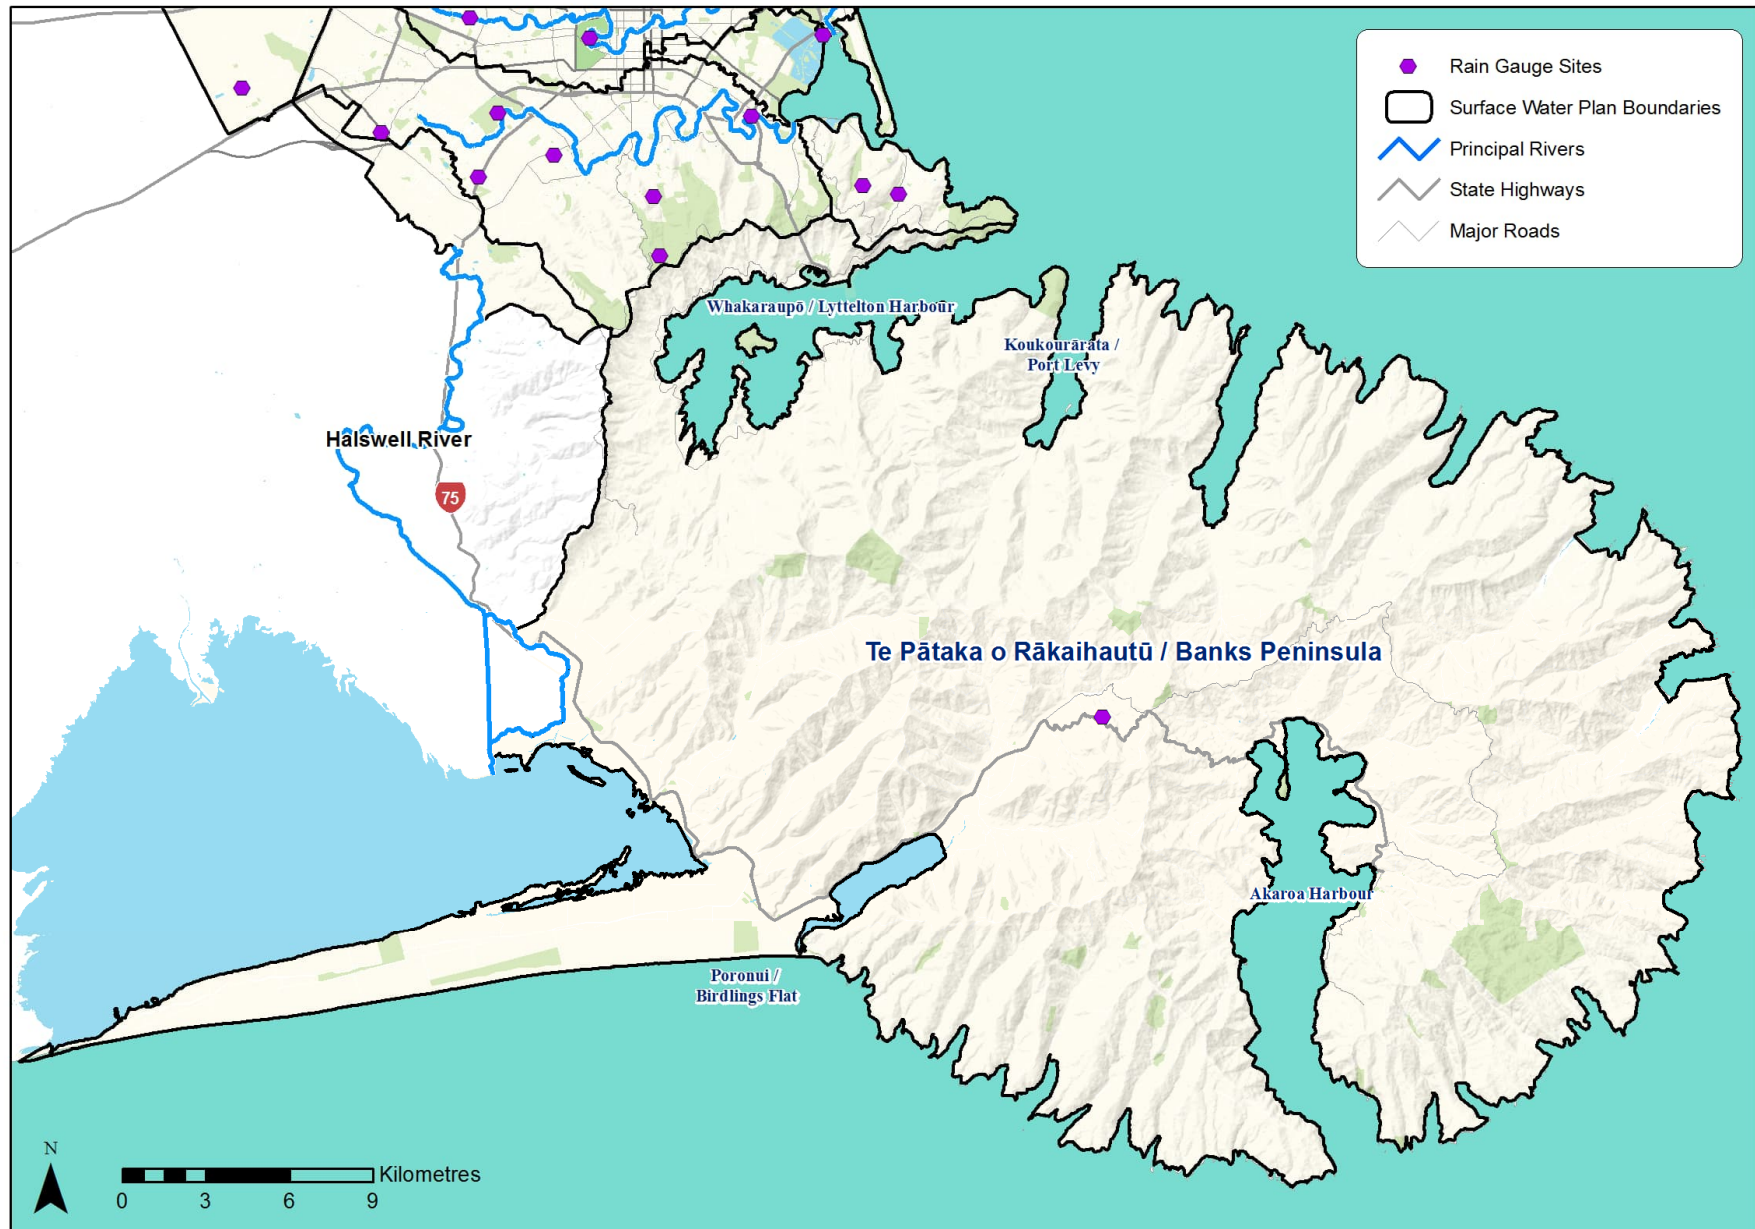 Rain Gauge Sites
Surface Water Plan Boundaries
Principal Rivers
State Highways
Major Roads
Whakaraupō / Lyttelton Harbour
Koukourārata /
Port Levy
Halswell River
75
Te Pātaka o Rākaihautū / Banks Peninsula
Akaroa Harbour
Poronui /
Birdlings Flat
N
Kilometres
0 3 6 9